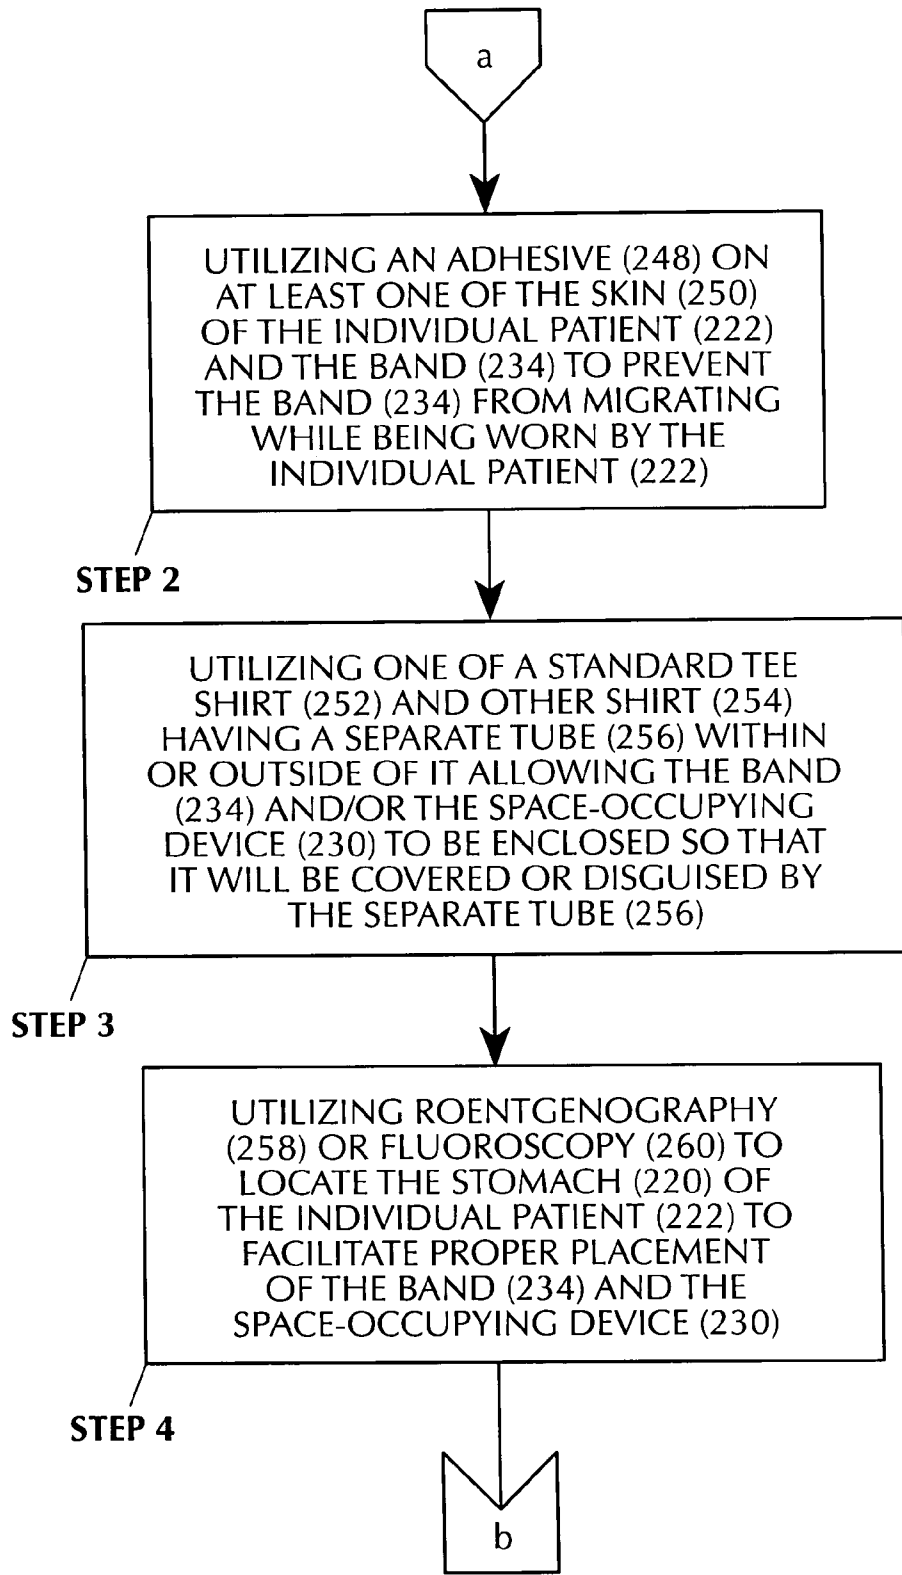 a
UTILIZING AN ADHESIVE (248) ON
AT LEAST ONE OF THE SKIN (250)
OF THE INDIVIDUAL PATIENT (222)
AND THE BAND (234) TO PREVENT
THE BAND (234) FROM MIGRATING
WHILE BEING WORN BY THE
INDIVIDUAL PATIENT (222)
STEP 2
UTILIZING ONE OF A STANDARD TEE
SHIRT (252) AND OTHER SHIRT (254)
HAVING A SEPARATE TUBE (256) WITHIN
OR OUTSIDE OF IT ALLOWING THE BAND
(234) AND/OR THE SPACE-OCCUPYING
DEVICE (230) TO BE ENCLOSED SO THAT
IT WILL BE COVERED OR DISGUISED BY
THE SEPARATE TUBE (256)
STEP 3
UTILIZING ROENTGENOGRAPHY
(258) OR FLUOROSCOPY (260) TO
LOCATE THE STOMACH (220) OF
THE INDIVIDUAL PATIENT (222) TO
FACILITATE PROPER PLACEMENT
OF THE BAND (234) AND THE
SPACE-OCCUPYING DEVICE (230)
STEP 4
b